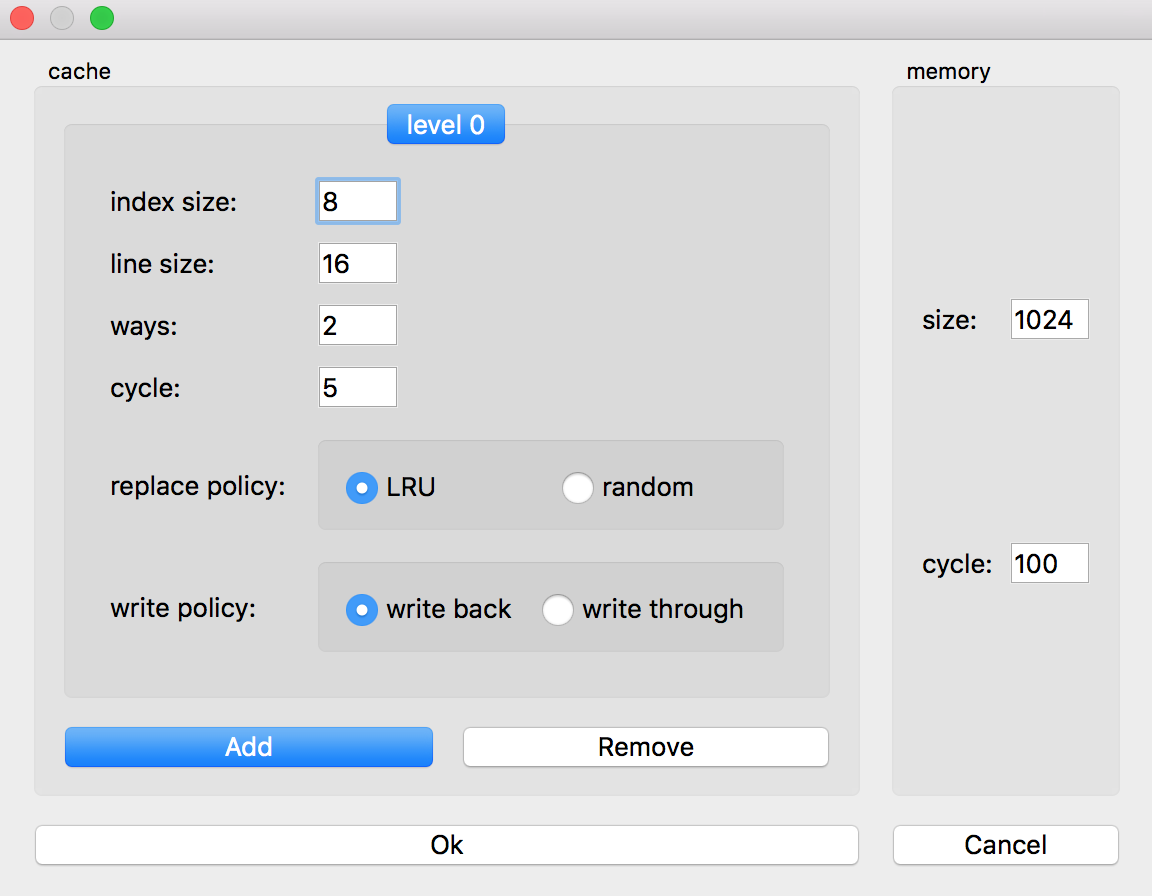 cache
level 0
index size: 8
line size: 16
ways: 2
cycle: 5
replace policy: LRU random
write policy: write back write through
Add Remove
memory
size: 1024
cycle: 100
Ok Cancel